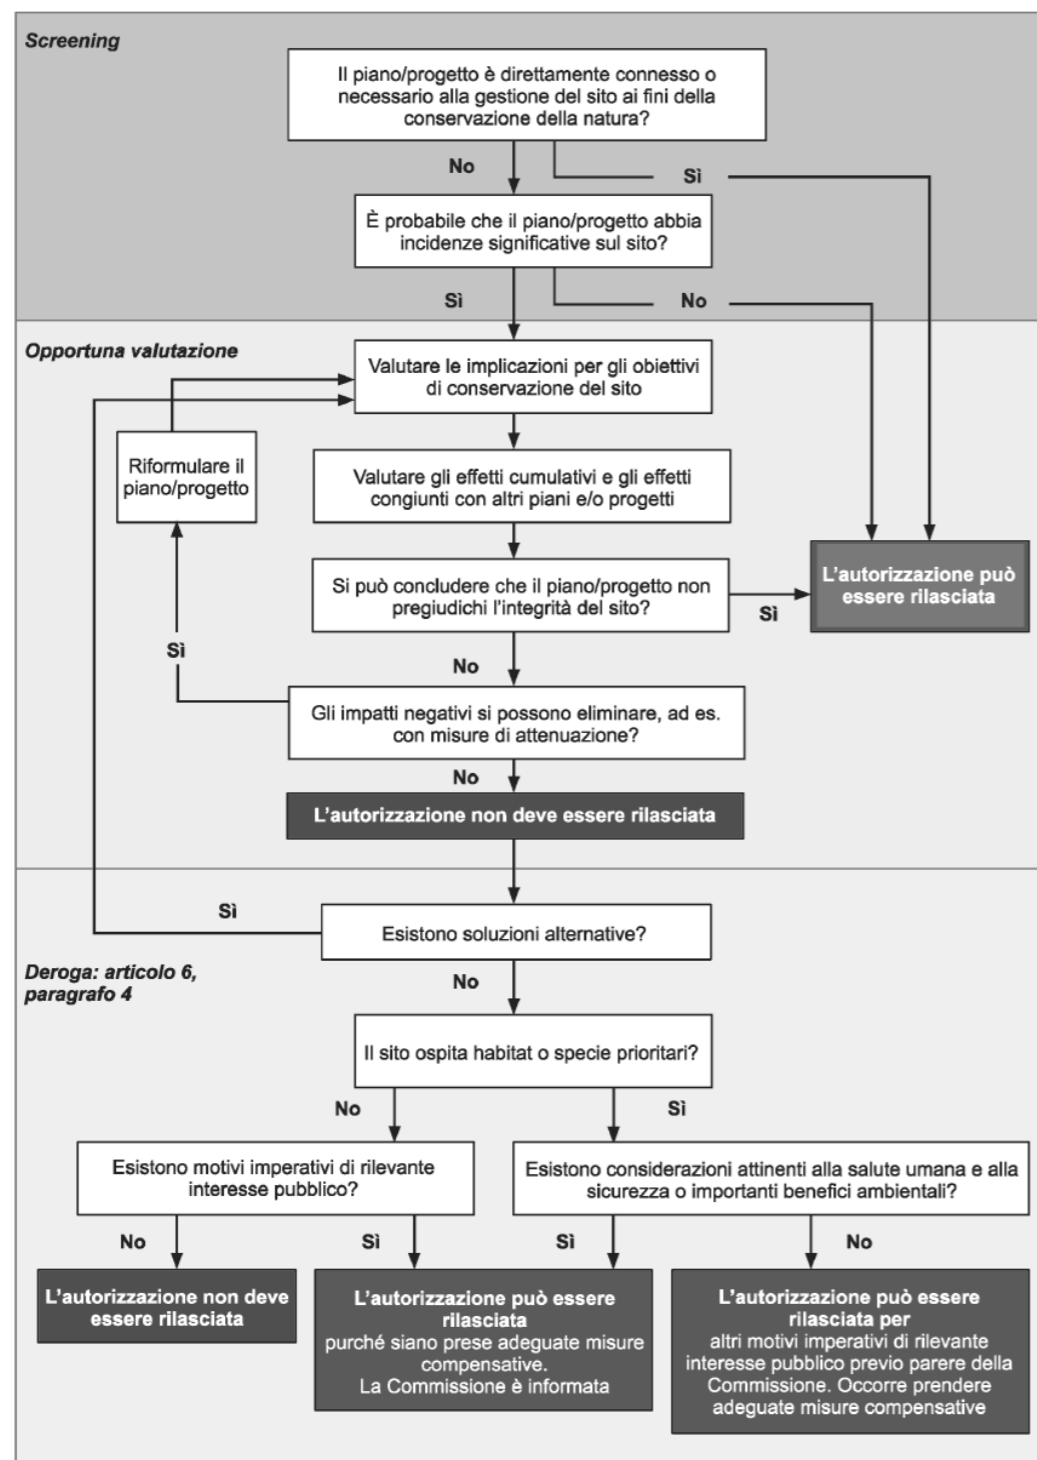 Screening
Il piano/progetto è direttamente connesso o
necessario alla gestione del sito ai fini della
conservazione della natura?
No
Sì
È probabile che il piano/progetto abbia
incidenze significative sul sito?
Sì
No
Opportuna valutazione
Valutare le implicazioni per gli obiettivi
di conservazione del sito
Riformulare il
piano/progetto
Valutare gli effetti cumulativi e gli effetti
congiunti con altri piani e/o progetti
Si può concludere che il piano/progetto non
pregiudichi l'integrità del sito?
Sì
L'autorizzazione può
essere rilasciata
Sì
No
Gli impatti negativi si possono eliminare, ad es.
con misure di attenuazione?
No
L'autorizzazione non deve essere rilasciata
Sì
Esistono soluzioni alternative?
Deroga: articolo 6,
paragrafo 4
No
Il sito ospita habitat o specie prioritari?
No
Sì
Esistono motivi imperativi di rilevante
interesse pubblico?
Esistono considerazioni attinenti alla salute umana e alla
sicurezza o importanti benefici ambientali?
No
Sì
Sì
No
L'autorizzazione non deve
essere rilasciata
L'autorizzazione può essere
rilasciata
purché siano prese adeguate misure
compensative.
La Commissione è informata
L'autorizzazione può essere
rilasciata per
altri motivi imperativi di rilevante
interesse pubblico previo parere della
Commissione. Occorre prendere
adeguate misure compensative